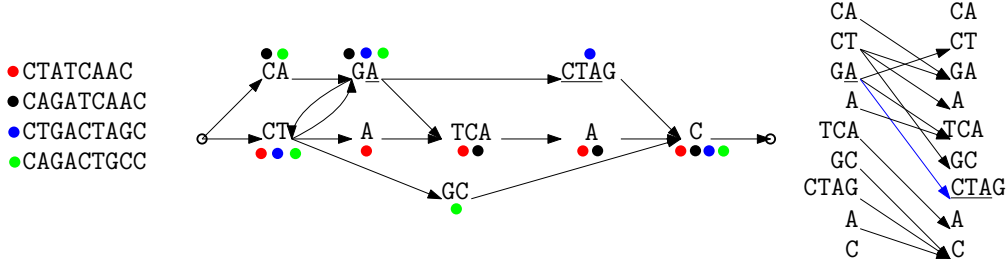 CTATCAAC
CAGATCAAC
CTGACTAGC
CAGACTGCC
CA GA CTAG
CT A TCA A C
GC
CA CA
CT CT
GA GA
A A
TCA TCA
GC GC
CTAG CTAG
A A
C C